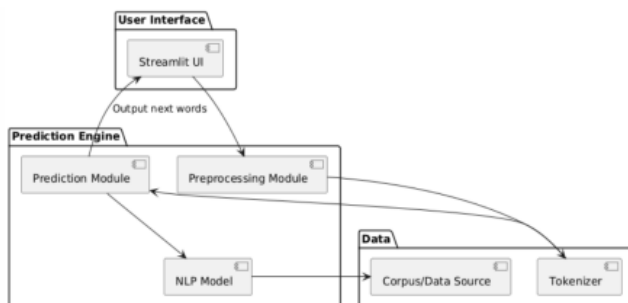 User Interface
Streamlit UI
Output next words
Prediction Engine
Prediction Module
Preprocessing Module
Data
NLP Model
Corpus/Data Source
Tokenizer